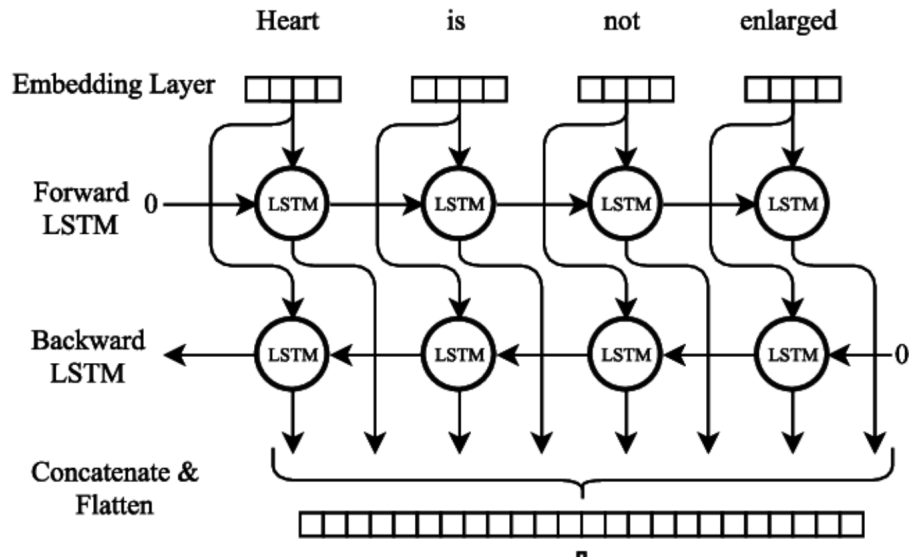 Heart is not enlarged
Embedding Layer
Forward
LSTM
0
LSTM LSTM LSTM LSTM
Backward
LSTM
LSTM LSTM LSTM LSTM
0
Concatenate &
Flatten